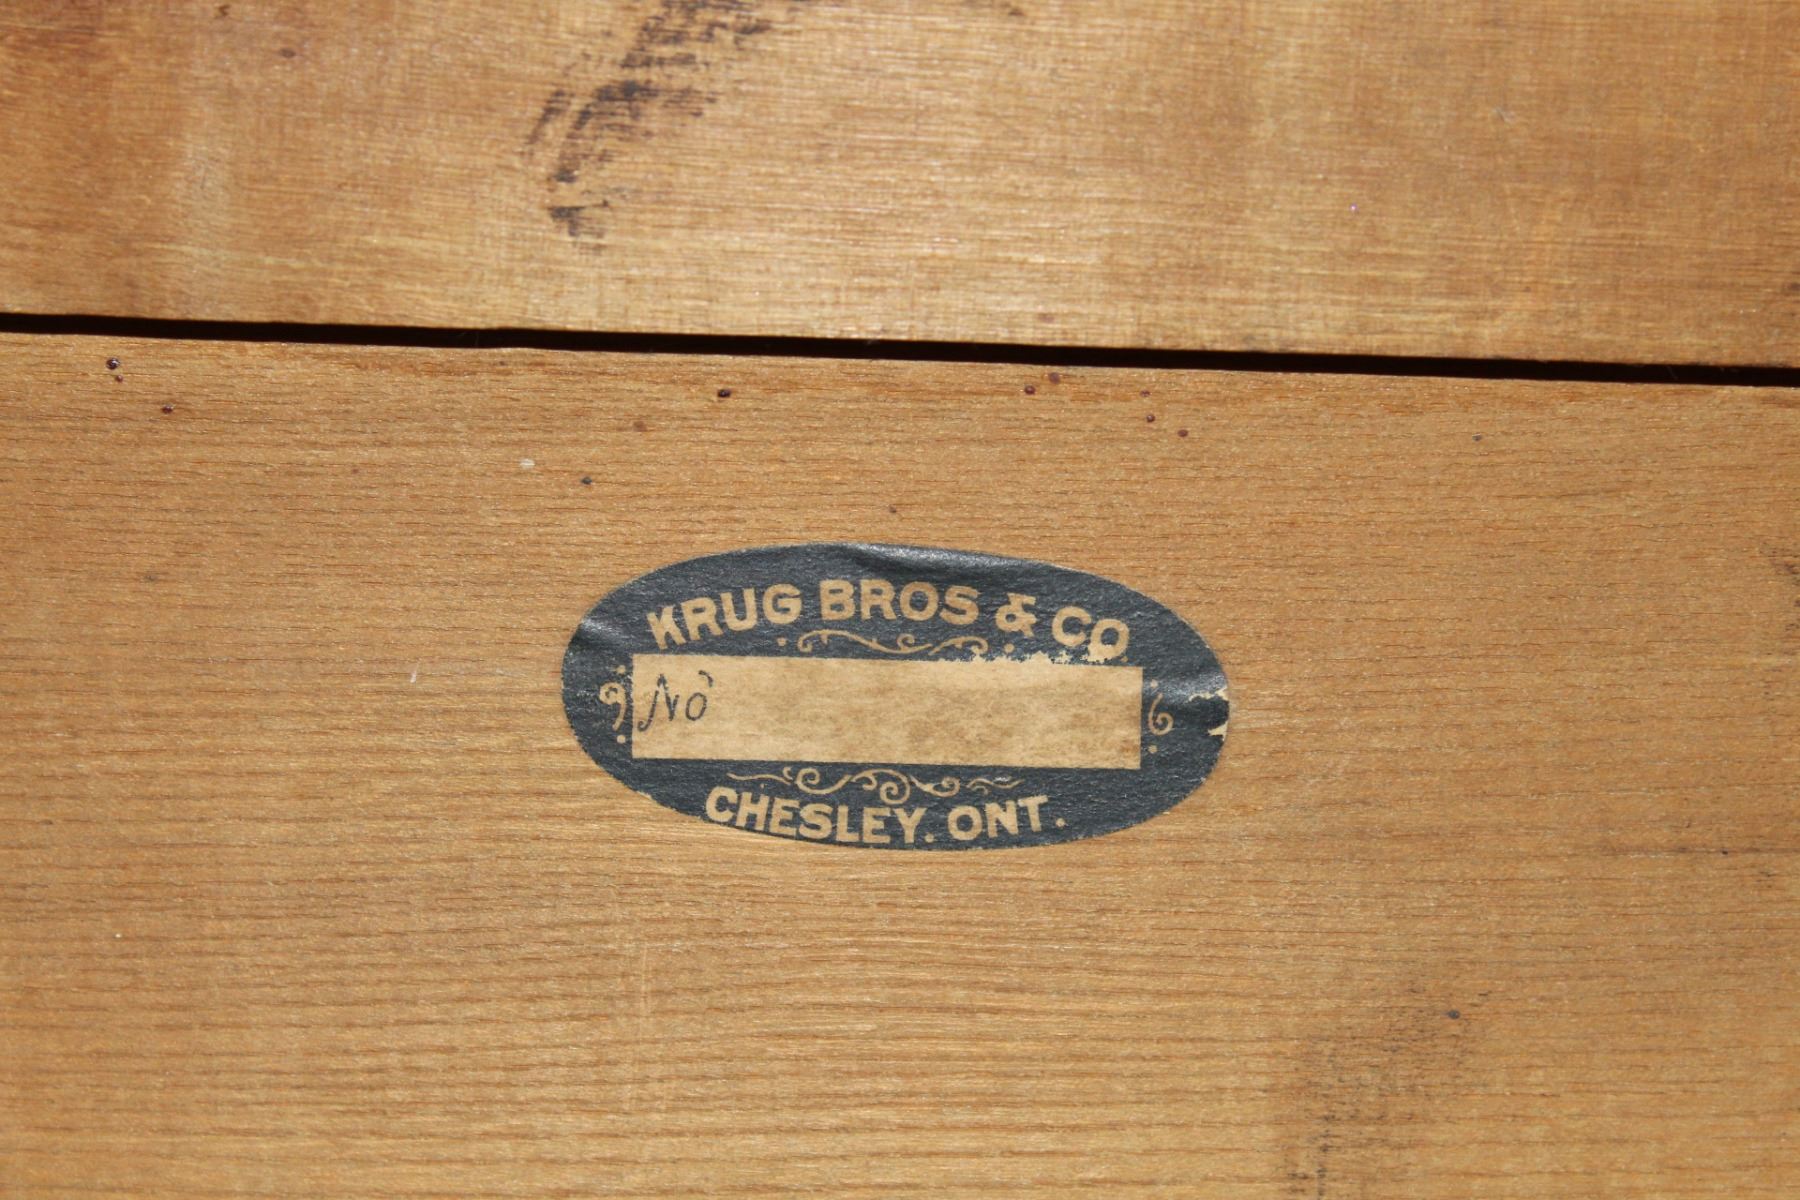 KRUG BROS & CO
No
CHESLEY. ONT.